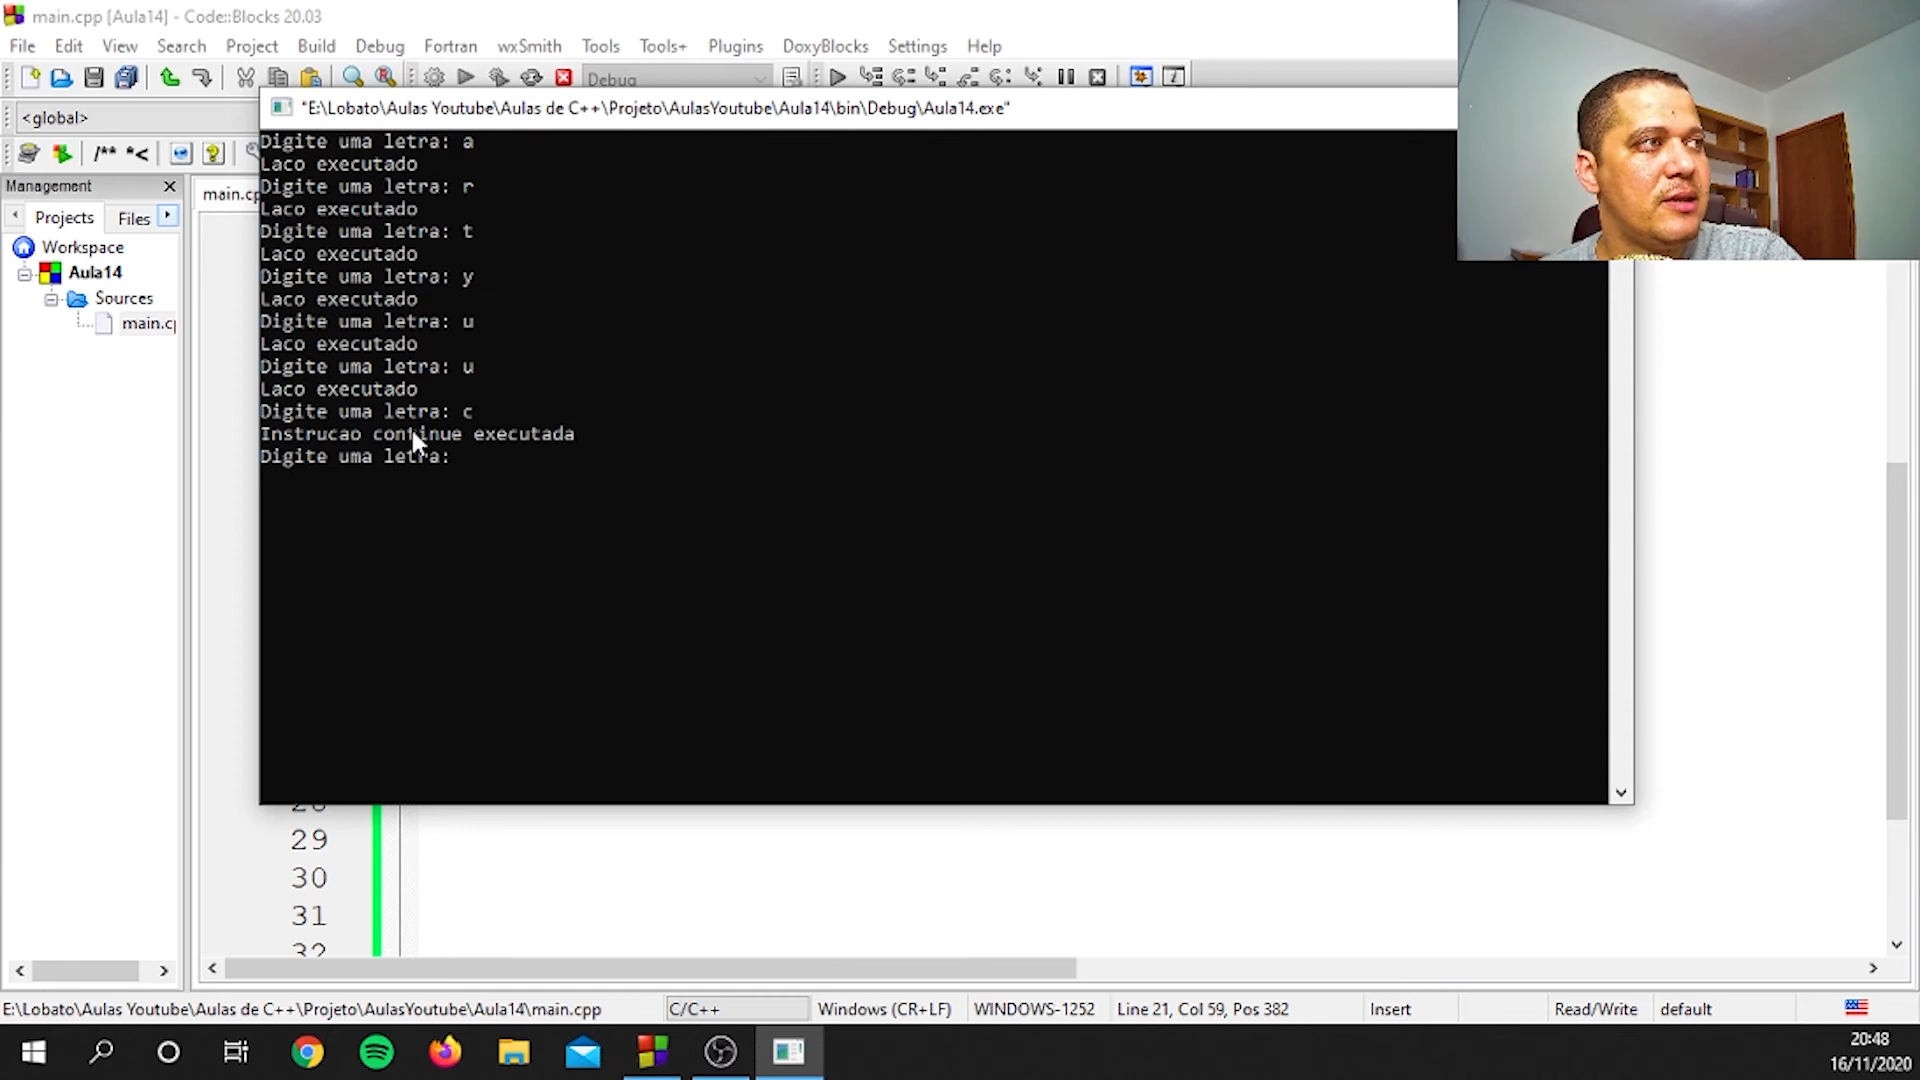 main.cpp [Aula14] - Code::Blocks 20.03
File Edit View Search Project Build Debug Fortran wxSmith Tools Tools+ Plugins DoxyBlocks Settings Help
Debug
"E:\Lobato\Aulas Youtube\Aulas de C++\Projeto\AulasYoutube\Aula14\bin\Debug\Aula14.exe"
<global>
/** *<
Management
main.cp
Projects Files
Workspace
Aula14
Sources
main.c
Digite uma letra: a
Laco executado
Digite uma letra: r
Laco executado
Digite uma letra: t
Laco executado
Digite uma letra: y
Laco executado
Digite uma letra: u
Laco executado
Digite uma letra: u
Laco executado
Digite uma letra: c
Instrucao continue executada
Digite uma letra:
28
29
30
31
32
E:\Lobato\Aulas Youtube\Aulas de C++\Projeto\AulasYoutube\Aula14\main.cpp C/C++ Windows (CR+LF) WINDOWS-1252 Line 21, Col 59, Pos 382 Insert Read/Write default
20:48
16/11/2020